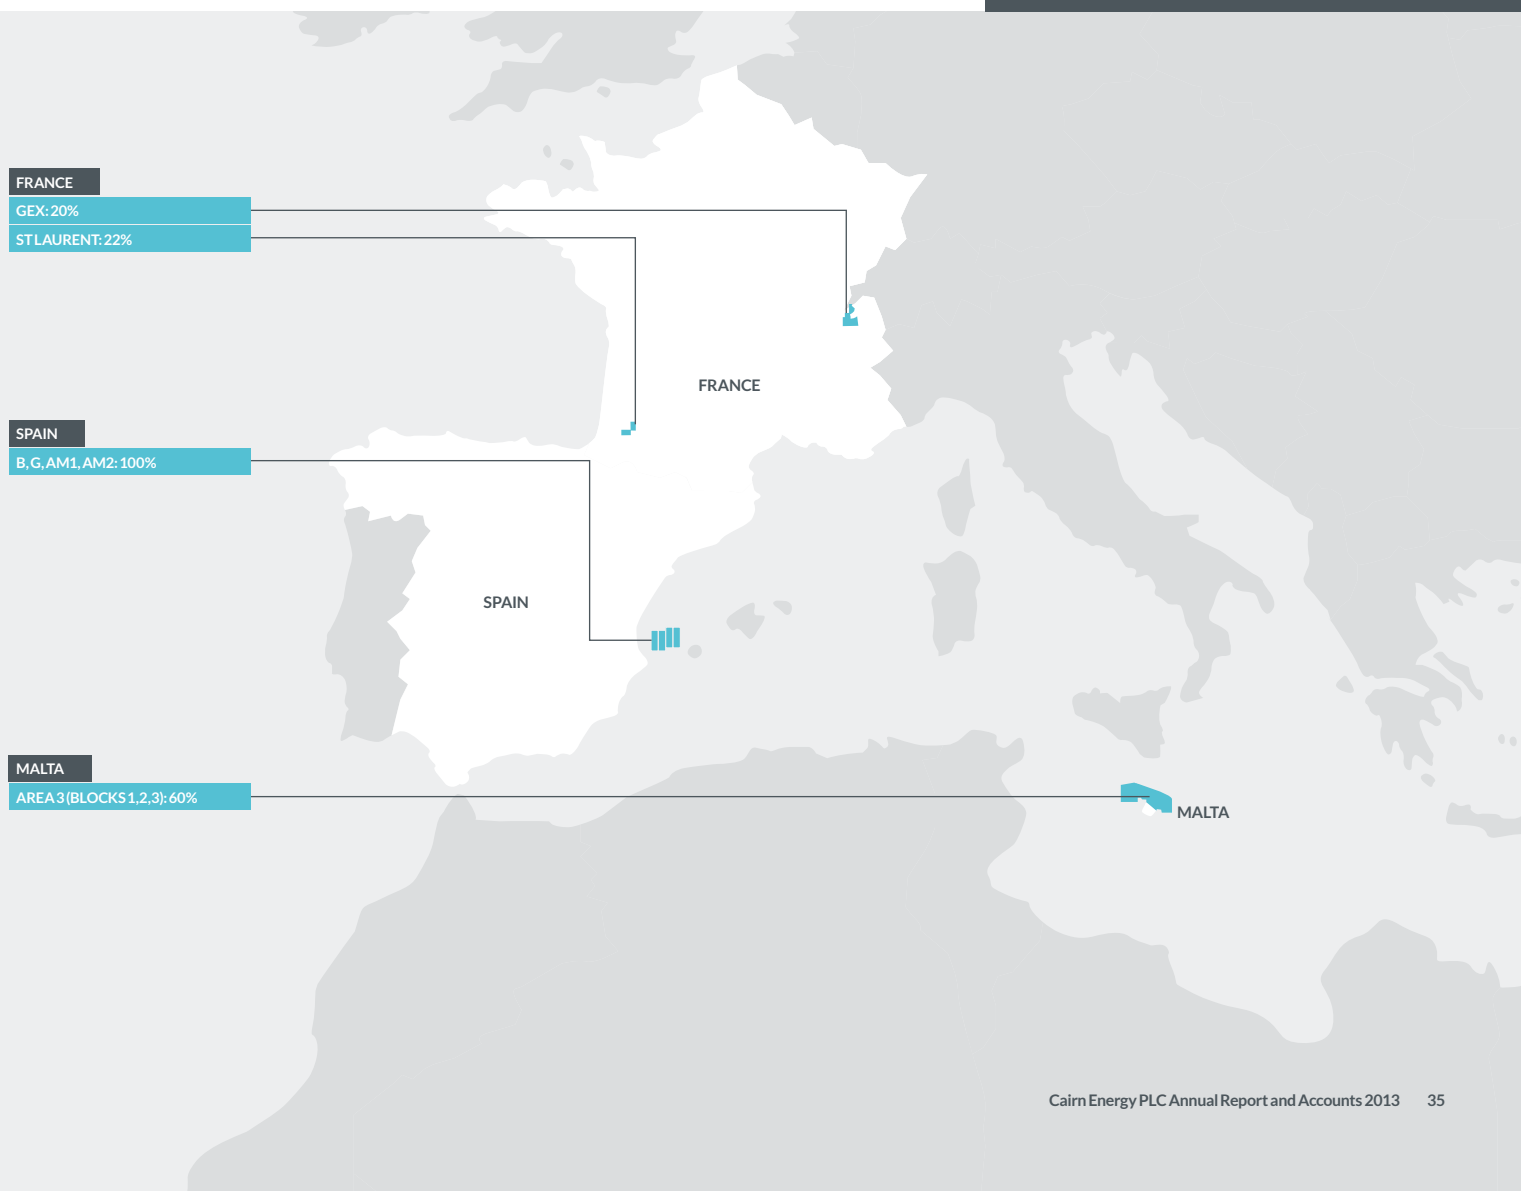 FRANCE
GEX: 20%
ST LAURENT: 22%
FRANCE
SPAIN
B, G, AM1, AM2: 100%
SPAIN
MALTA
AREA 3 (BLOCKS 1,2,3): 60%
MALTA
Cairn Energy PLC Annual Report and Accounts 2013 35